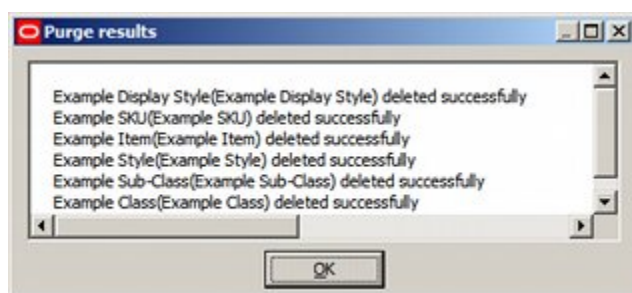 Purge results
Example Display Style(Example Display Style) deleted successfully
Example SKU(Example SKU) deleted successfully
Example Item(Example Item) deleted successfully
Example Style(Example Style) deleted successfully
Example Sub-Class(Example Sub-Class) deleted successfully
Example Class(Example Class) deleted successfully
OK